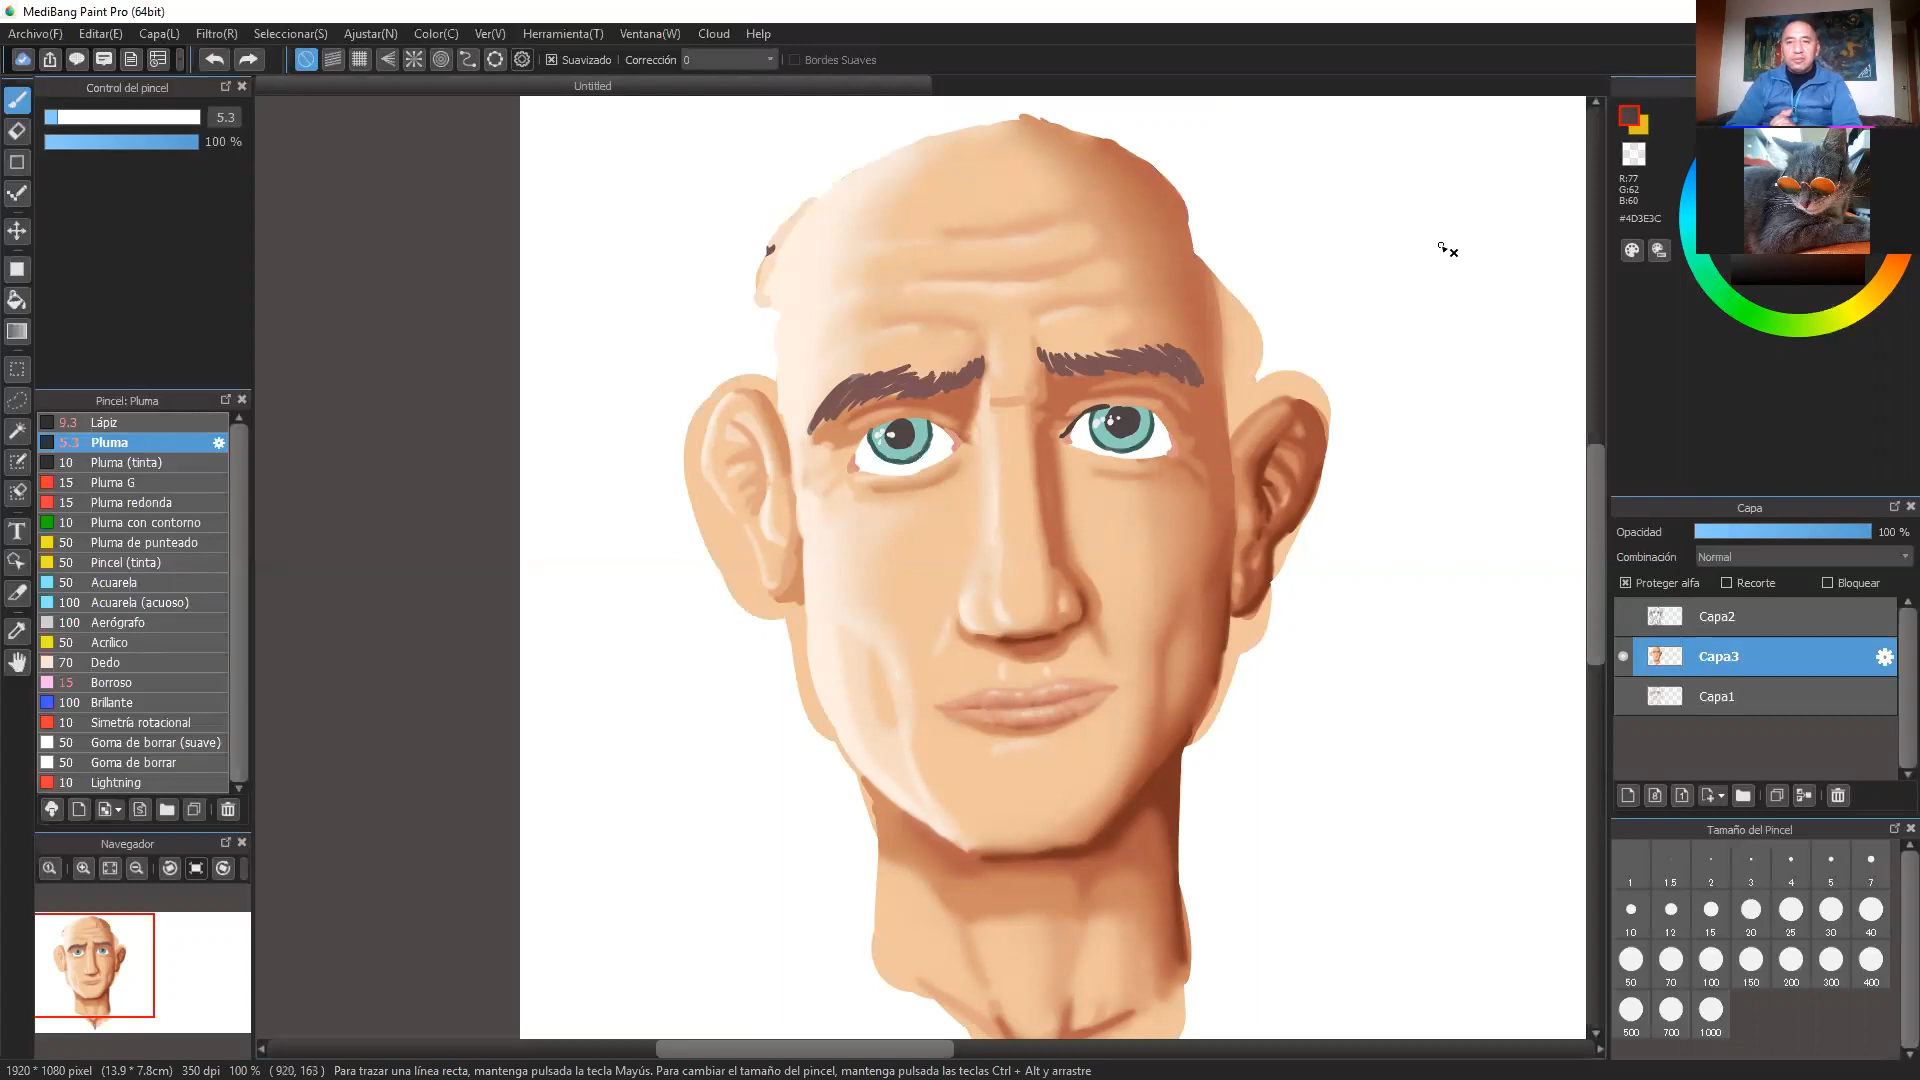 MediBang Paint Pro (64bit)
Archivo(F) Editar(E) Capa(L) Filtro(R) Seleccionar(S) Ajustar(N) Color(C) Ver(V) Herramienta(T) Ventana(W) Cloud Help
Suavizado Corrección 0 Bordes Suaves
Control del pincel
Untitled
5.3
100 %
R:77
G:62
B:60
#4D3E3C
Pincel: Pluma
9.3 Lápiz
5.3 Pluma
10 Pluma (tinta)
15 Pluma G
15 Pluma redonda
10 Pluma con contorno
50 Pluma de punteado
50 Pincel (tinta)
50 Acuarela
100 Acuarela (acuoso)
100 Aerógrafo
50 Acrílico
70 Dedo
15 Borroso
100 Brillante
10 Simetría rotacional
50 Goma de borrar (suave)
50 Goma de borrar
10 Lightning
Navegador
Capa
Opacidad 100 %
Combinación Normal
Proteger alfa Recorte Bloquear
Capa2
Capa3
Capa1
Tamaño del Pincel
1 1.5 2 3 4 5 7
10 12 15 20 25 30 40
50 70 100 150 200 300 400
500 700 1000
1920 * 1080 pixel (13.9 * 7.8cm) 350 dpi 100 % ( 920, 163 ) Para trazar una línea recta, mantenga pulsada la tecla Mayús. Para cambiar el tamaño del pincel, mantenga pulsada las teclas Ctrl + Alt y arrastre